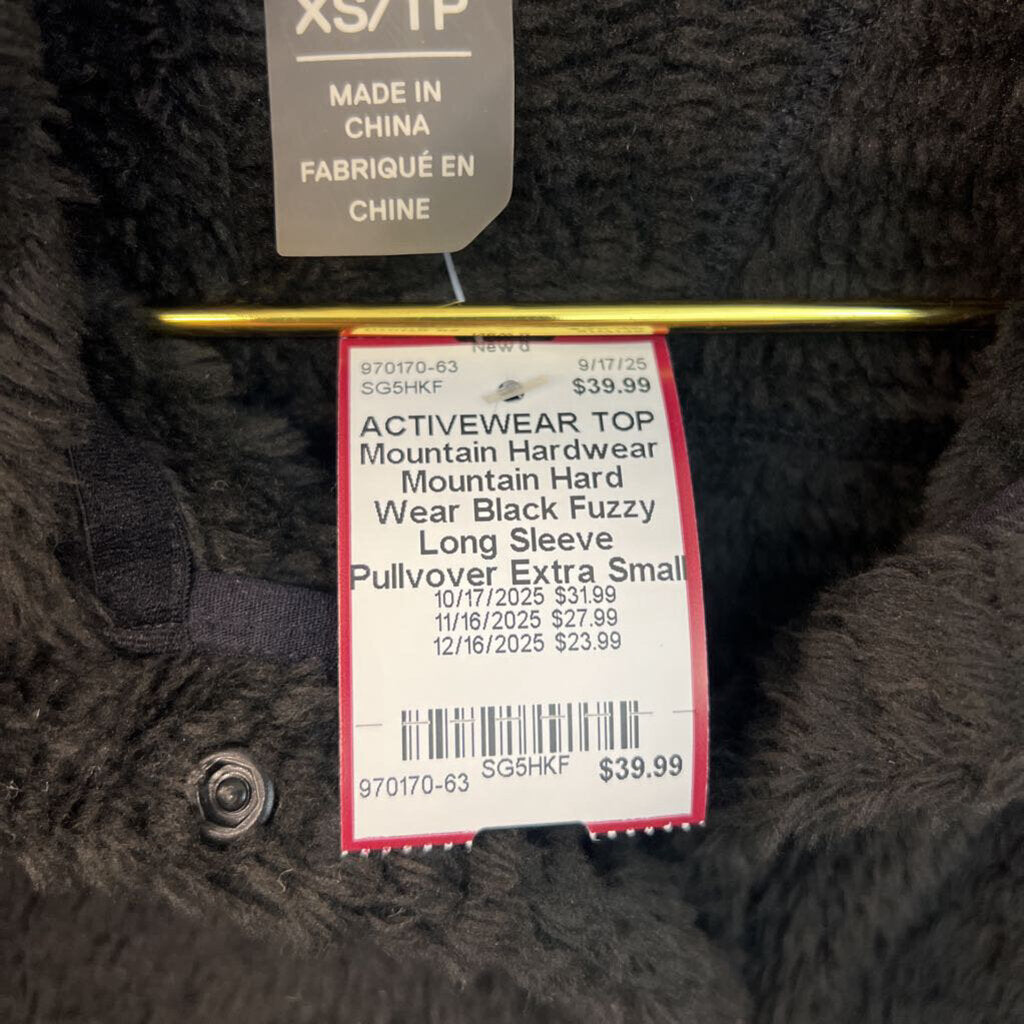 XS/TP
MADE IN
CHINA
FABRIQUÉ EN
CHINE
970170-63 9/17/25
SG5HKF $39.99
ACTIVEWEAR TOP
Mountain Hardwear
Mountain Hard
Wear Black Fuzzy
Long Sleeve
Pullvover Extra Small
10/17/2025 $31.99
11/16/2025 $27.99
12/16/2025 $23.99
970170-63 SG5HKF $39.99